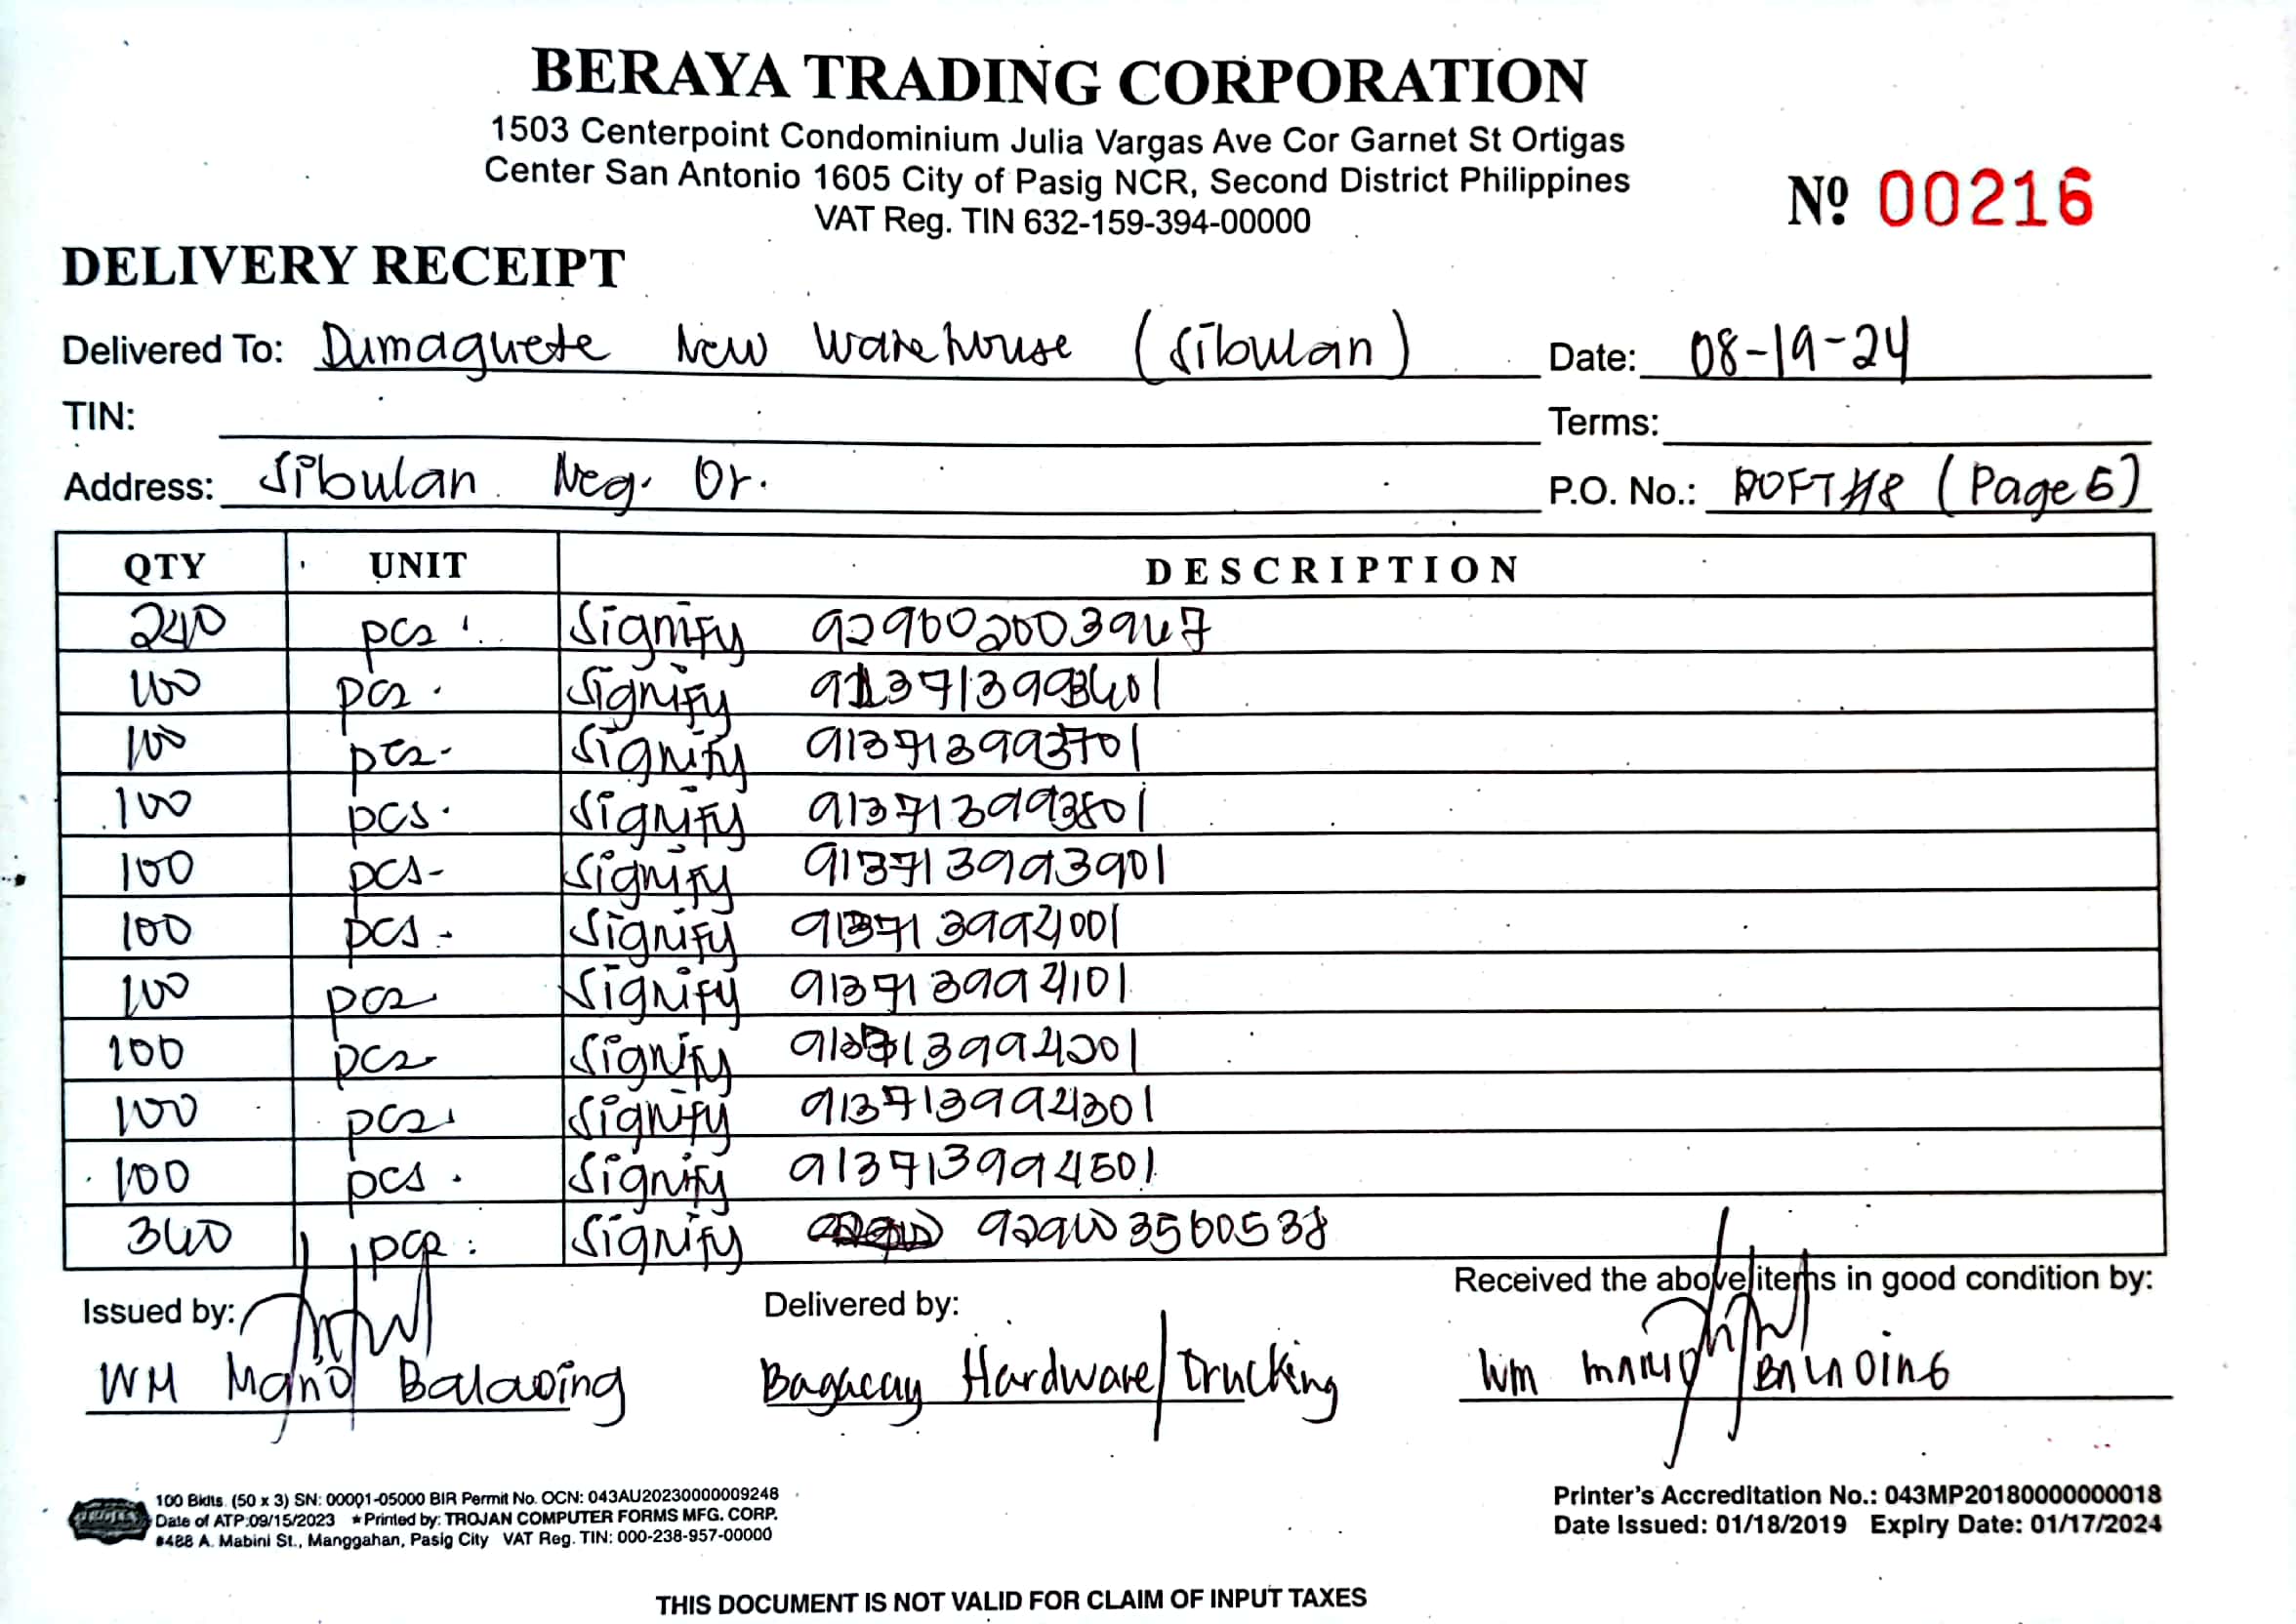 BERAYA TRADING CORPORATION
1503 Centerpoint Condominium Julia Vargas Ave Cor Garnet St Ortigas
Center San Antonio 1605 City of Pasig NCR, Second District Philippines
VAT Reg. TIN 632-159-394-00000
Nº 00216
DELIVERY RECEIPT
Delivered To: Dumaguete New Warehouse (Sibulan) Date: 08-19-24
TIN: Terms:
Address: Sibulan Neg. Or. P.O. No.: (Page 5)
QTY UNIT DESCRIPTION
240 pcs Signify
100 pcs. Signify
100 pcs- Signify 913713993701
100 pcs. Signify 913713993801
100 pcs- Signify 913713993901
100 pcs- Signify 913713994001
100 pcs Signify 913713994101
100 pcs Signify 913713994201
100 pcs Signify 913713994301
100 pcs. Signify 913713994501
Signify
Issued by: Delivered by: Received the above items in good condition by:
WM Mario Balaoing Bagacay Hardware/Trucking WM MARIO BALAOING
100 Bklts. (50 x 3) SN: 00001-05000 BIR Permit No. OCN: 043AU20230000009248
Date of ATP:09/15/2023 ★Printed by: TROJAN COMPUTER FORMS MFG. CORP.
#488 A. Mabini St., Manggahan, Pasig City VAT Reg. TIN: 000-238-957-00000
Printer's Accreditation No.: 043MP20180000000018
Date Issued: 01/18/2019 Expiry Date: 01/17/2024
THIS DOCUMENT IS NOT VALID FOR CLAIM OF INPUT TAXES